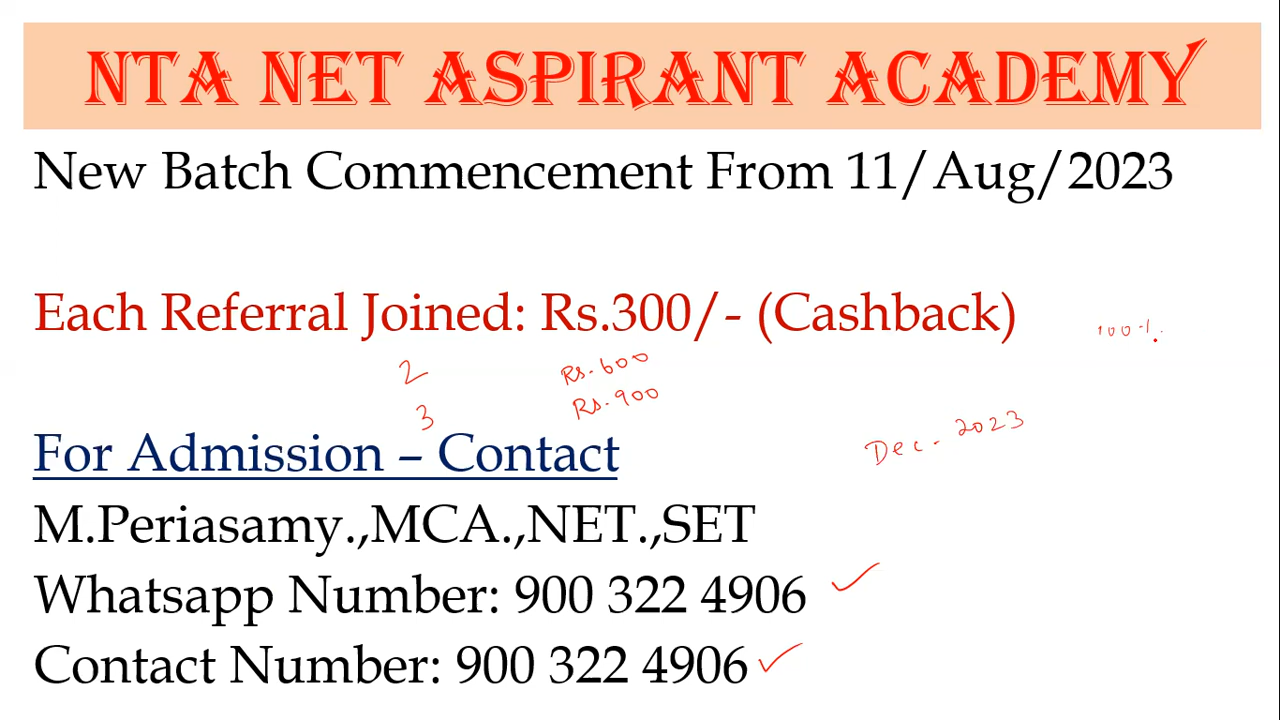 NTA NET ASPIRANT ACADEMY
New Batch Commencement From 11/Aug/2023
Each Referral Joined: Rs.300/- (Cashback)
100%.
2 Rs.600
3 Rs.900
Dec. 2023
For Admission – Contact
M.Periasamy.,MCA.,NET.,SET
Whatsapp Number: 900 322 4906
Contact Number: 900 322 4906